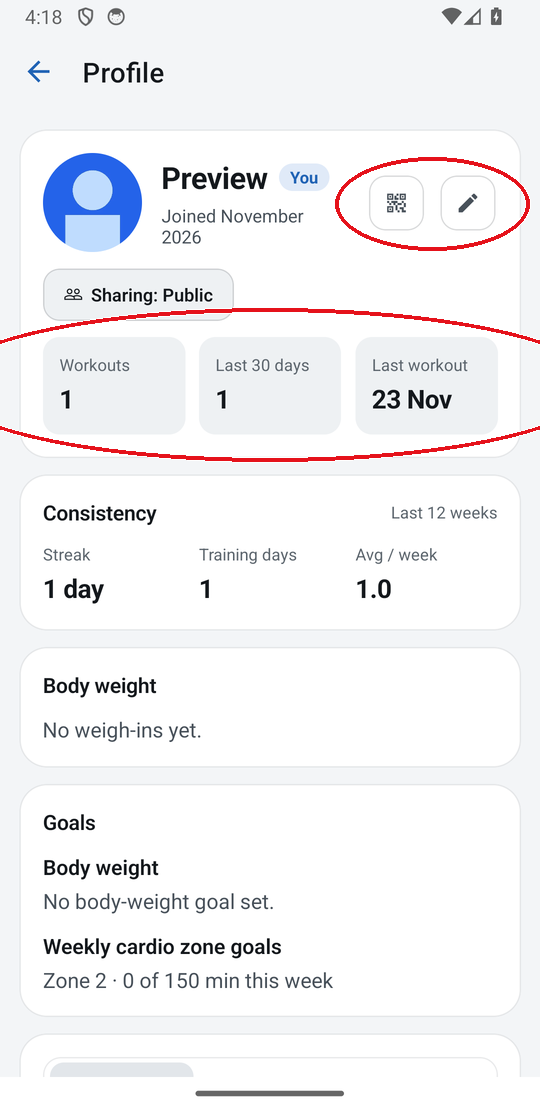 4:18
Profile
Preview You
Joined November
2026
Sharing: Public
Workouts Last 30 days Last workout
1 1 23 Nov
Consistency Last 12 weeks
Streak Training days Avg / week
1 day 1 1.0
Body weight
No weigh-ins yet.
Goals
Body weight
No body-weight goal set.
Weekly cardio zone goals
Zone 2 · 0 of 150 min this week